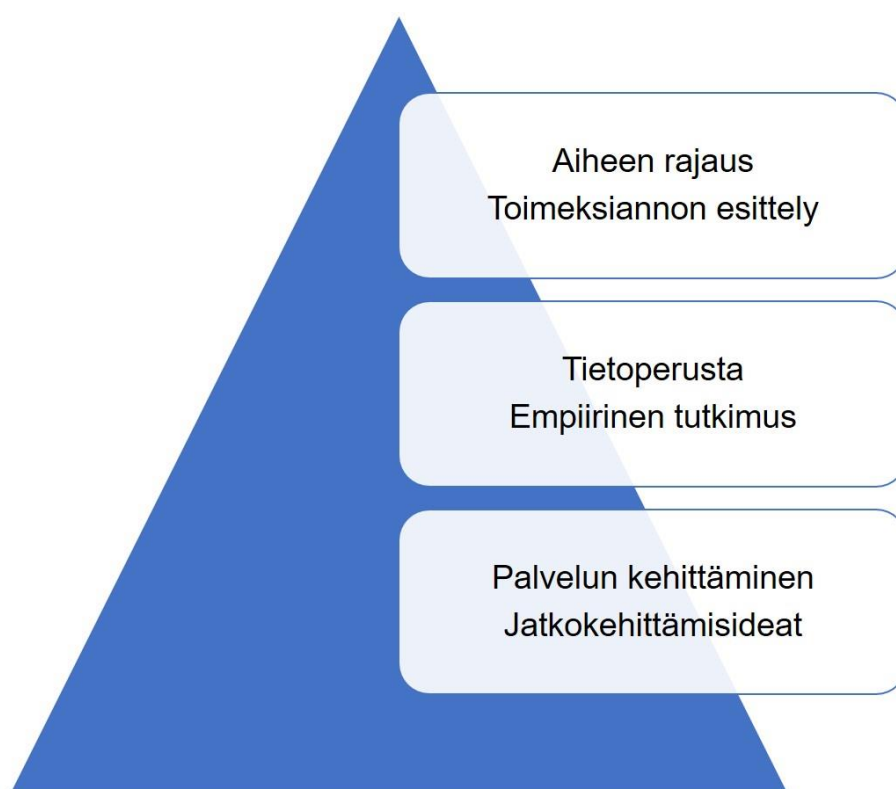 Aiheen rajaus
Toimeksiannon esittely
Tietoperusta
Empiirinen tutkimus
Palvelun kehittäminen
Jatkokehittämisideat